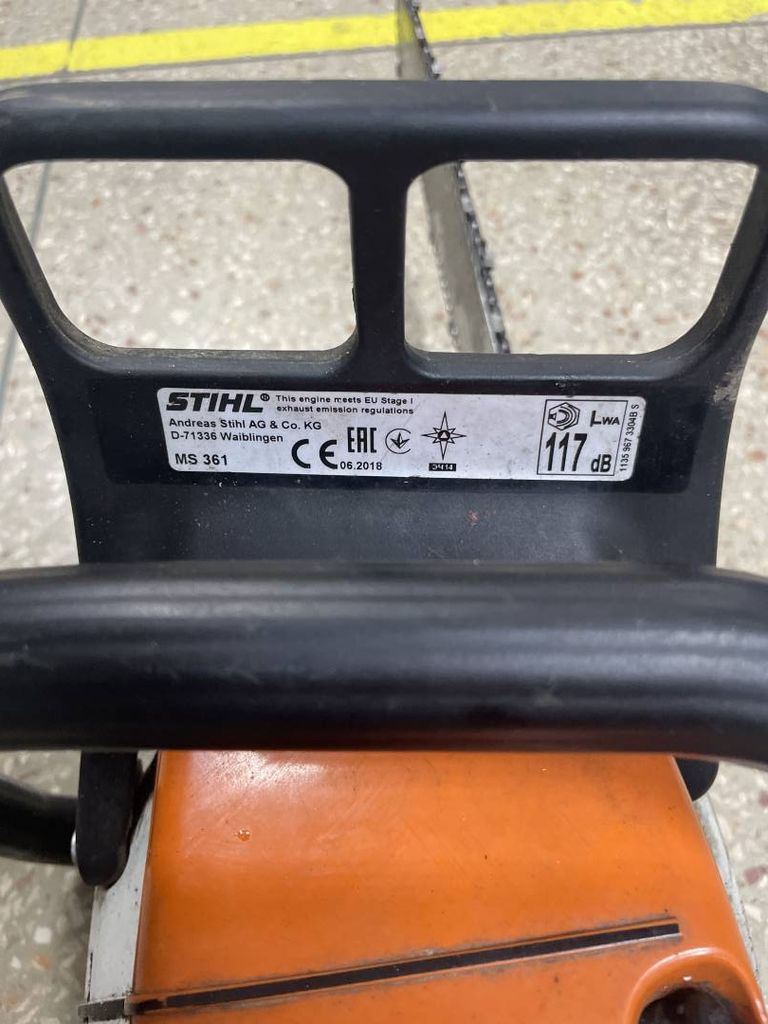 STIHL® This engine meets EU Stage I
exhaust emission regulations
Andreas Stihl AG & Co. KG
D-71336 Waiblingen
MS 361
CE
EAC
06.2018
ЭЧ14
LWA
117 dB
1135 967 3304B S